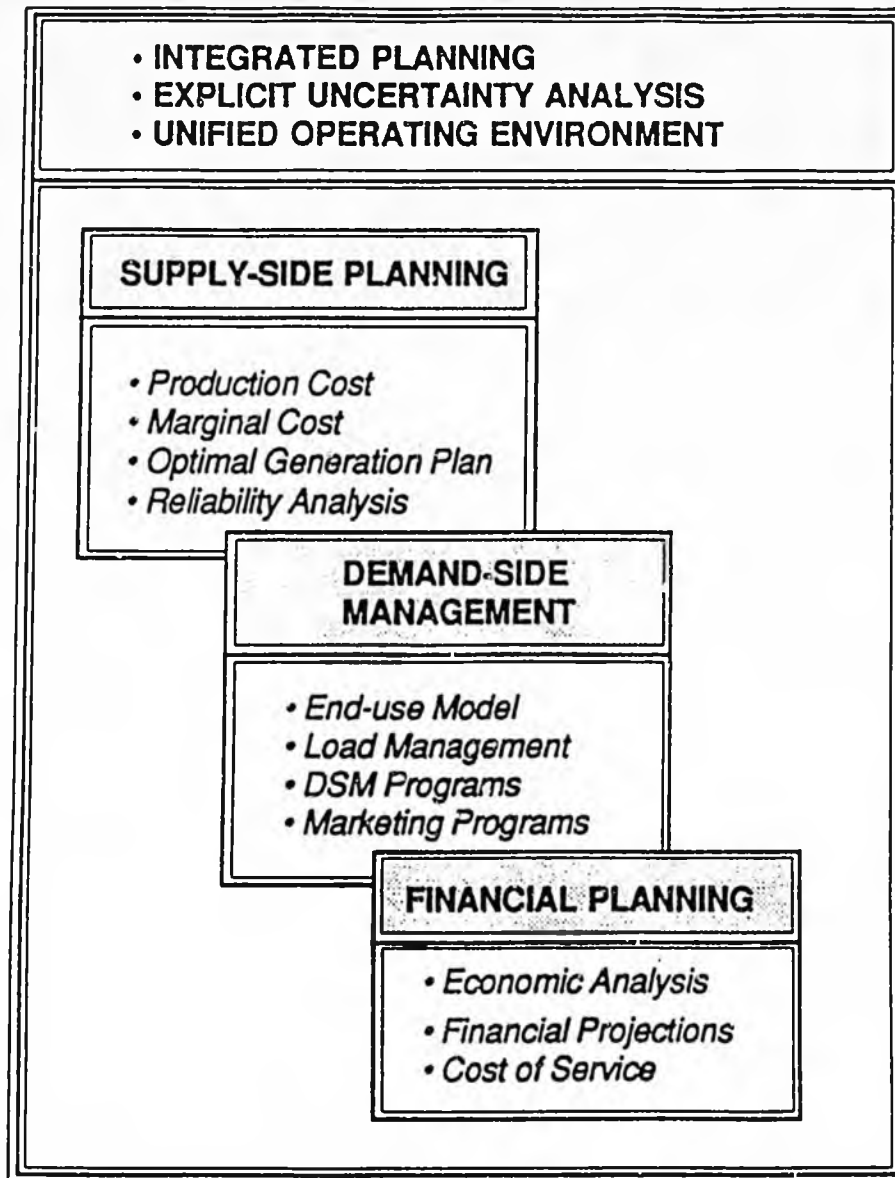 • INTEGRATED PLANNING
• EXPLICIT UNCERTAINTY ANALYSIS
• UNIFIED OPERATING ENVIRONMENT
SUPPLY-SIDE PLANNING
• Production Cost
• Marginal Cost
• Optimal Generation Plan
• Reliability Analysis
DEMAND-SIDE
MANAGEMENT
• End-use Model
• Load Management
• DSM Programs
• Marketing Programs
FINANCIAL PLANNING
• Economic Analysis
• Financial Projections
• Cost of Service